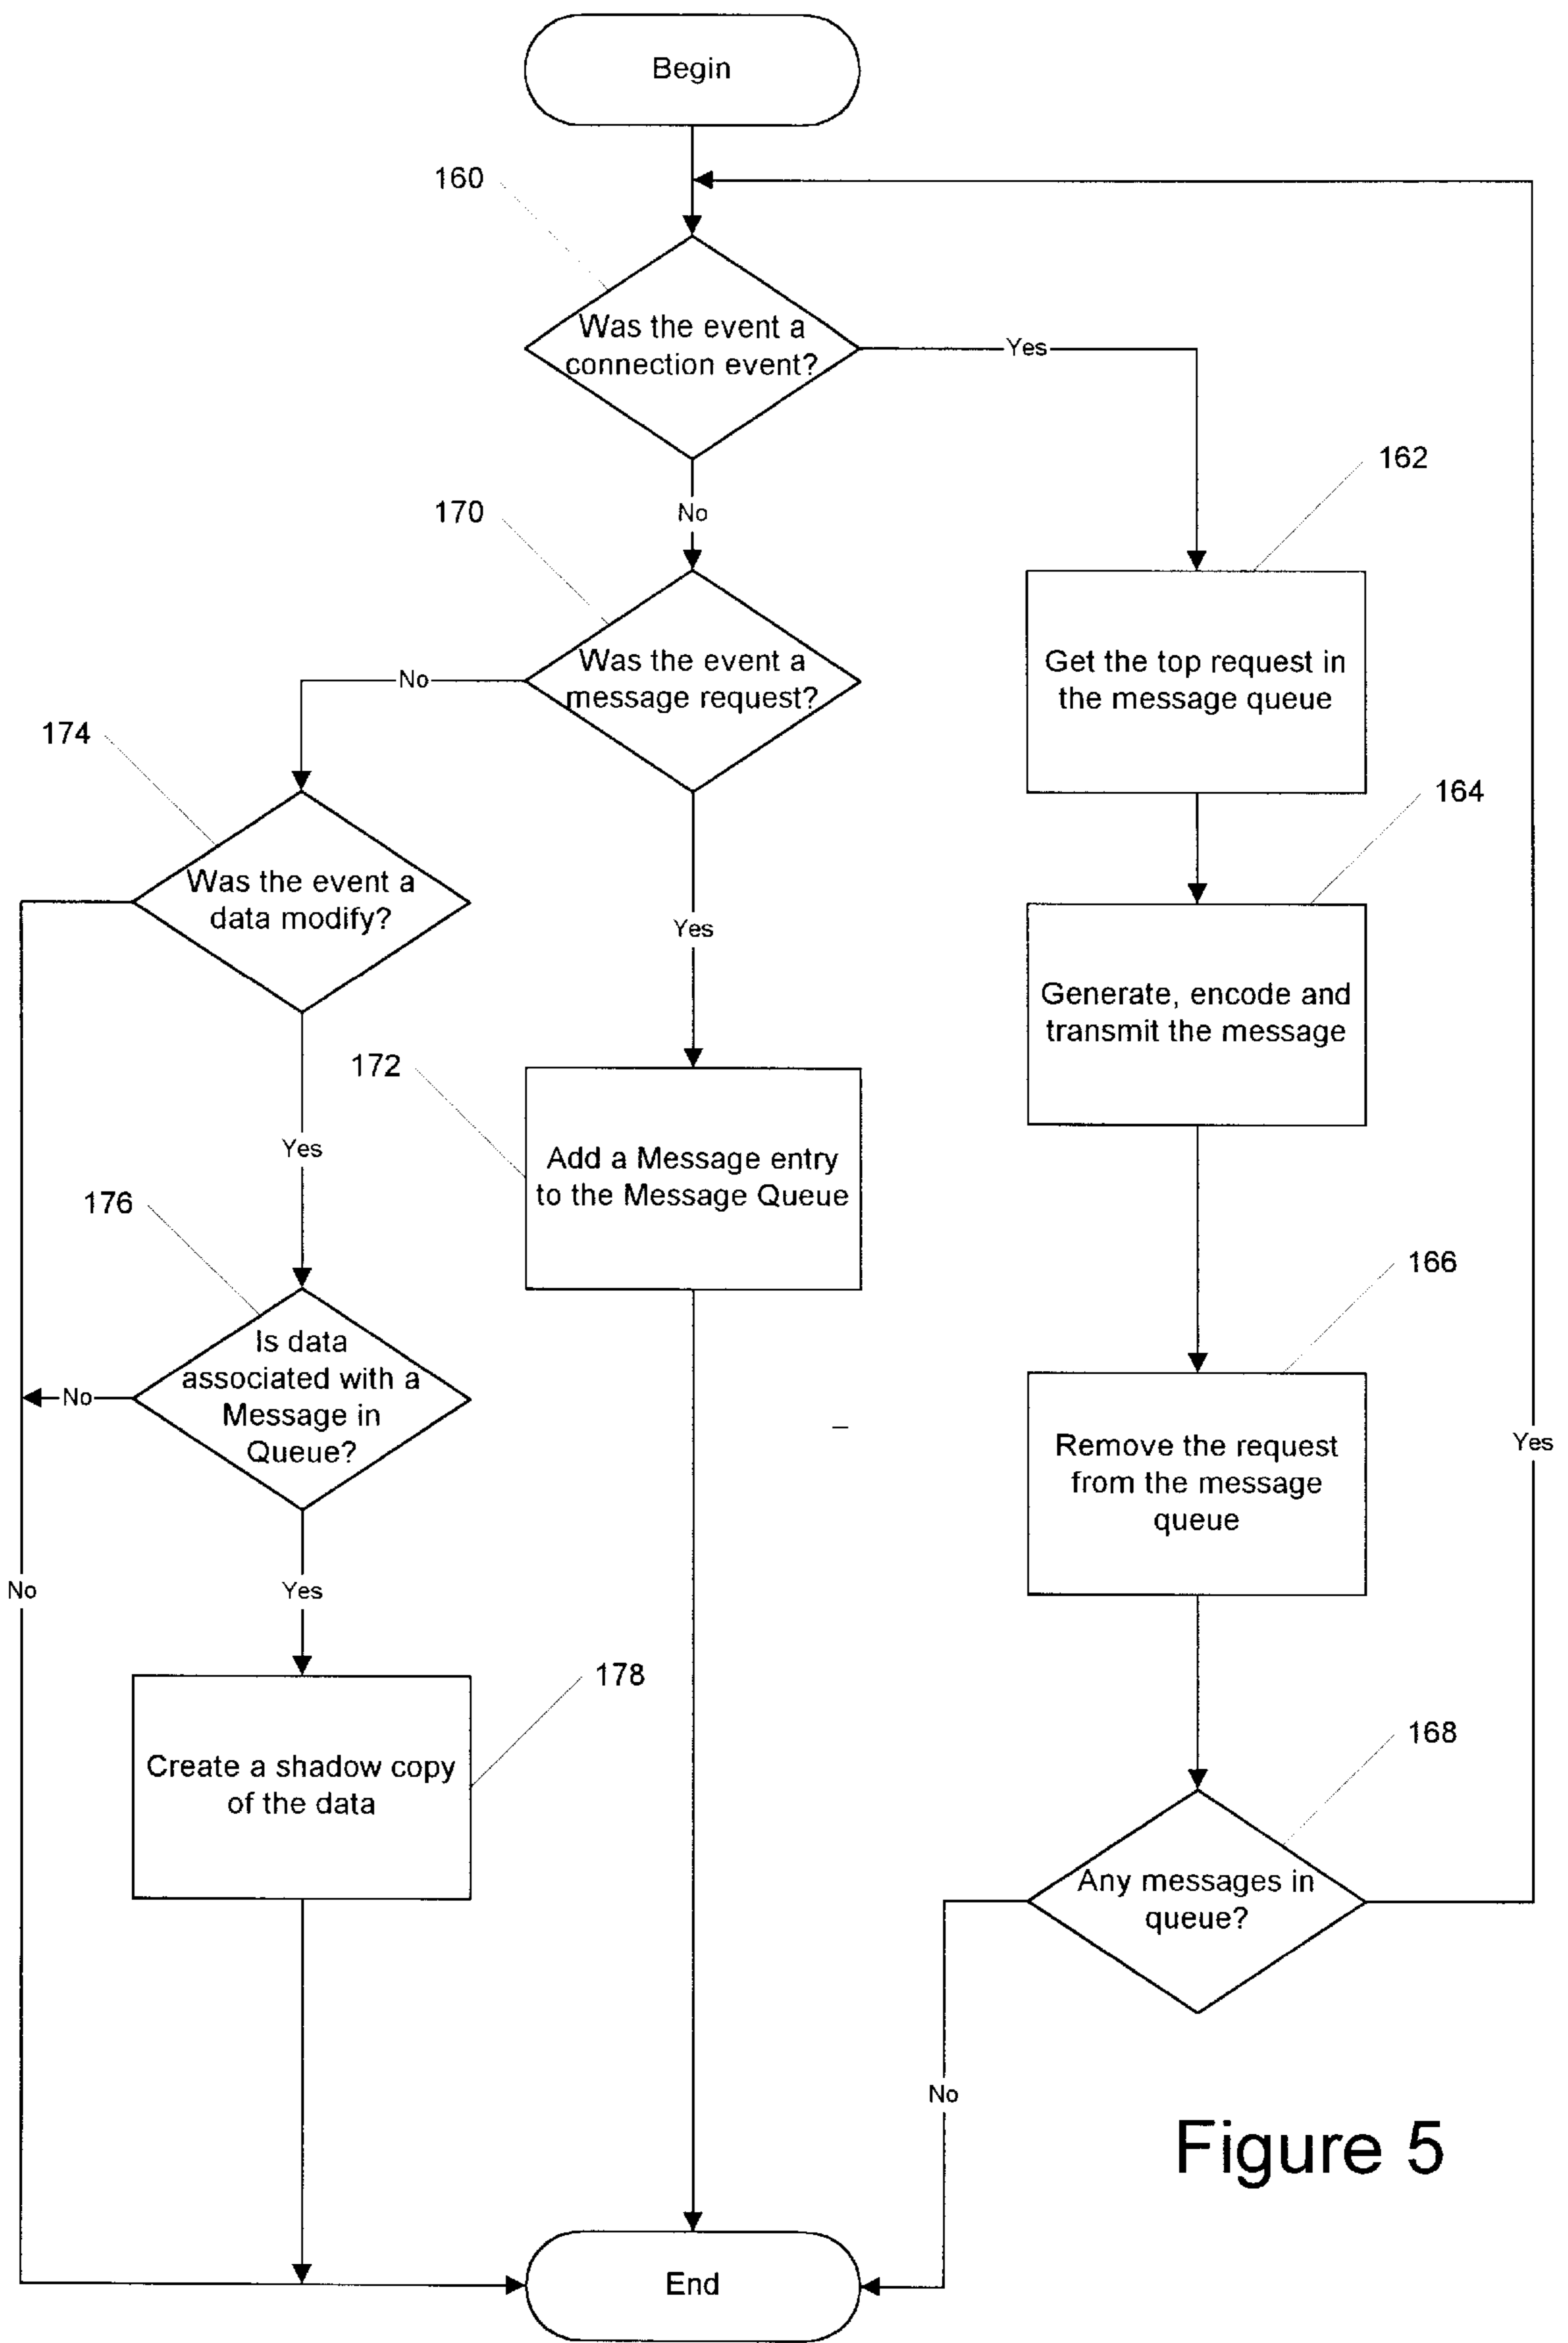 Begin
160
Was the event a
connection event?
Yes
162
No
170
Get the top request in
the message queue
Was the event a
message request?
No
174
164
Was the event a
data modify?
Yes
Generate, encode and
transmit the message
172
Yes
Add a Message entry
to the Message Queue
176
166
Is data
associated with a
Message in
Queue?
No
Remove the request
from the message
queue
Yes
No
Yes
178
168
Create a shadow copy
of the data
Any messages in
queue?
No
Figure 5
End